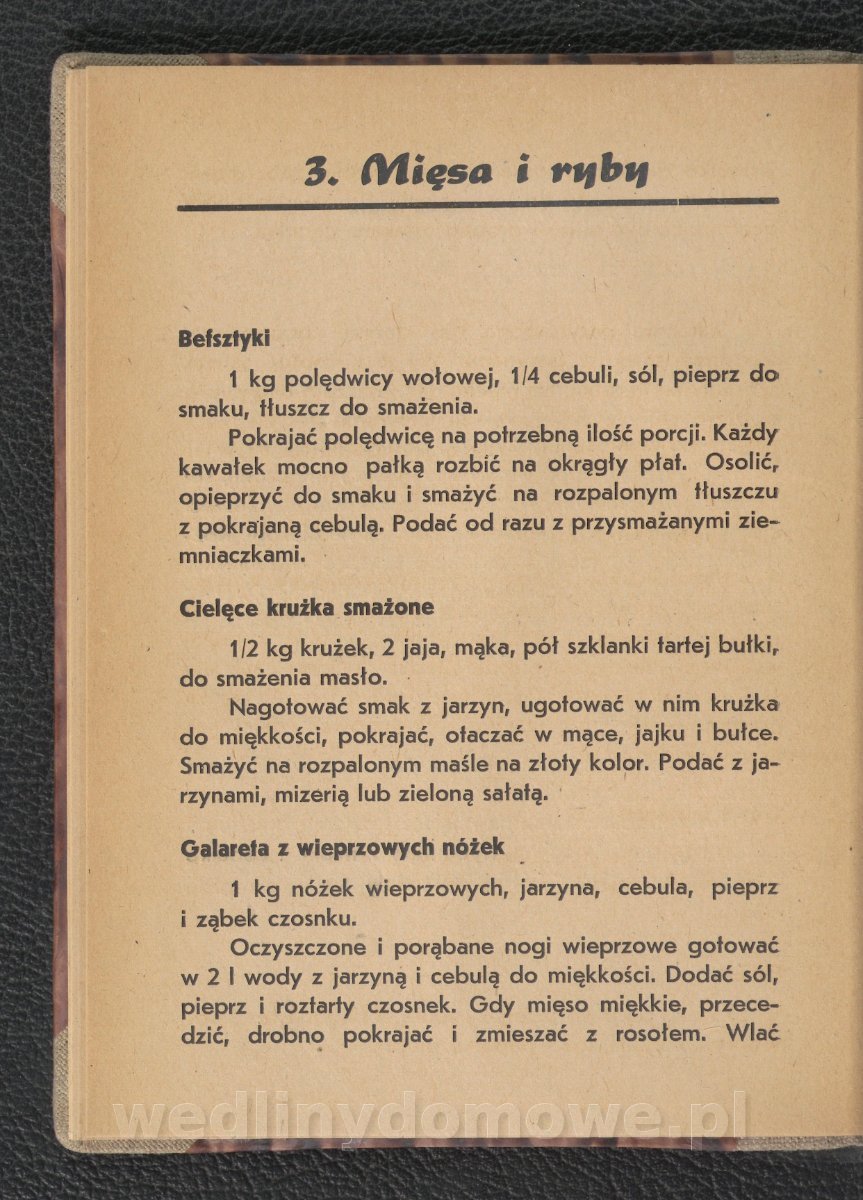 3. Mięsa i ryby
Befsztyki
1 kg polędwicy wołowej, 1/4 cebuli, sól, pieprz do
smaku, tłuszcz do smażenia.
Pokrajać polędwicę na potrzebną ilość porcji. Każdy
kawałek mocno pałką rozbić na okrągły płat. Osolić,
opieprzyć do smaku i smażyć na rozpalonym tłuszczu
z pokrajaną cebulą. Podać od razu z przysmażanymi zie-
mniaczkami.
Cielęce krużka smażone
1/2 kg krużek, 2 jaja, mąka, pół szklanki tartej bułki,
do smażenia masło.
Nagotować smak z jarzyn, ugotować w nim krużka
do miękkości, pokrajać, otaczać w mące, jajku i bułce.
Smażyć na rozpalonym maśle na złoty kolor. Podać z ja-
rzynami, mizerią lub zieloną sałatą.
Galareta z wieprzowych nóżek
1 kg nóżek wieprzowych, jarzyna, cebula, pieprz
i ząbek czosnku.
Oczyszczone i porąbane nogi wieprzowe gotować
w 2 l wody z jarzyną i cebulą do miękkości. Dodać sól,
pieprz i roztarty czosnek. Gdy mięso miękkie, przece-
dzić, drobno pokrajać i zmieszać z rosołem. Wlać
wedlinydomowe.pl